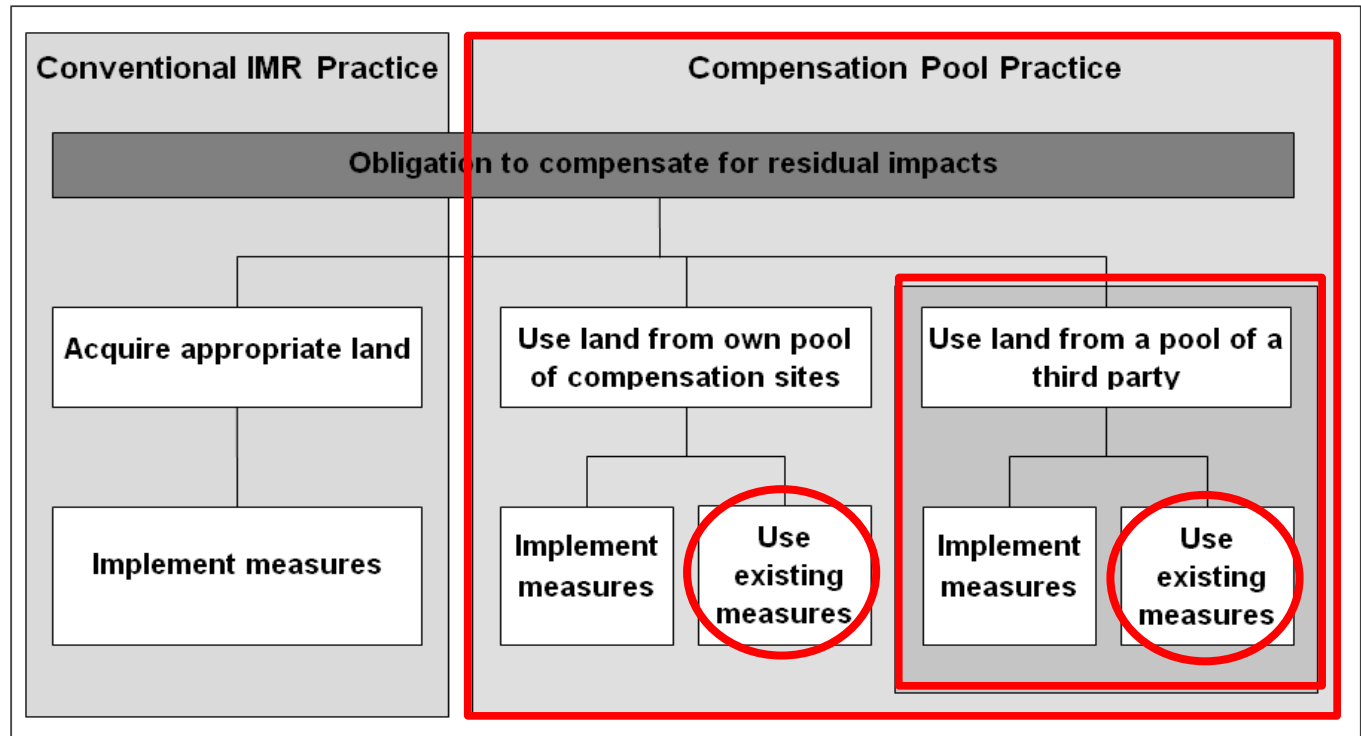 Conventional IMR Practice
Compensation Pool Practice
Obligation to compensate for residual impacts
Acquire appropriate land
Use land from own pool
of compensation sites
Use land from a pool of a
third party
Implement measures
Implement
measures
Use
existing
measures
Implement
measures
Use
existing
measures